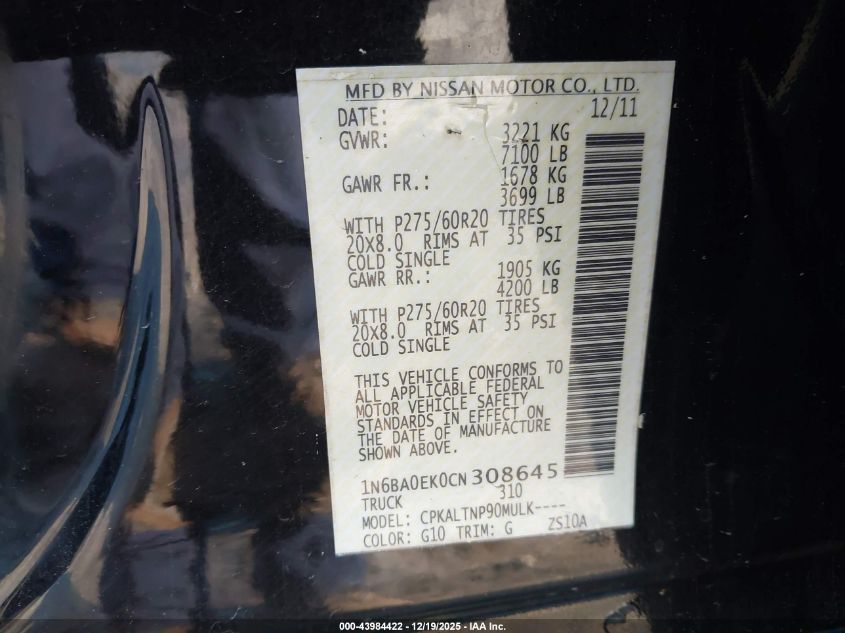 MFD BY NISSAN MOTOR CO., LTD.
DATE: 12/11
GVWR: 3221 KG
7100 LB
GAWR FR.: 1678 KG
3699 LB
WITH P275/60R20 TIRES
20X8.0 RIMS AT 35 PSI
COLD SINGLE
GAWR RR.: 1905 KG
4200 LB
WITH P275/60R20 TIRES
20X8.0 RIMS AT 35 PSI
COLD SINGLE
THIS VEHICLE CONFORMS TO
ALL APPLICABLE FEDERAL
MOTOR VEHICLE SAFETY
STANDARDS IN EFFECT ON
THE DATE OF MANUFACTURE
SHOWN ABOVE.
1N6BA0EK0CN308645
TRUCK 310
MODEL: CPKALTNP90MULK----
COLOR: G10 TRIM: G ZS10A
000-43984422 - 12/19/2025 - IAA Inc.